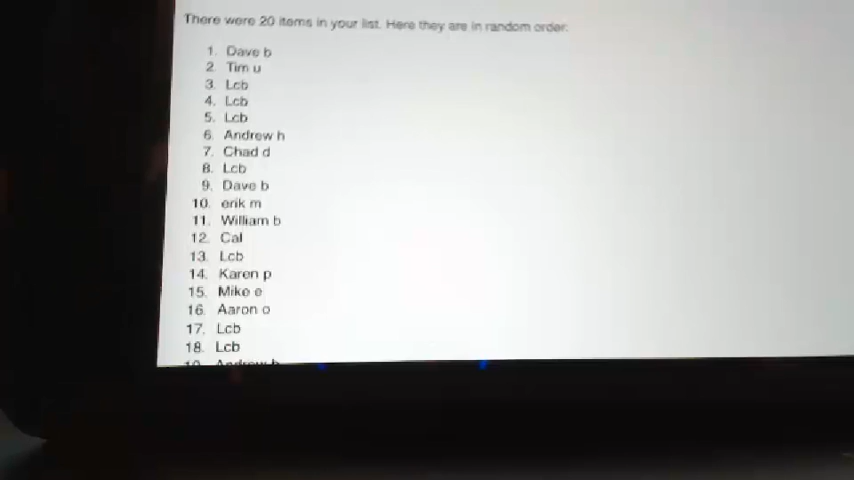 There were 20 items in your list. Here they are in random order:
1. Dave b
2. Tim u
3. Lcb
4. Lcb
5. Lcb
6. Andrew h
7. Chad d
8. Lcb
9. Dave b
10. erik m
11. William b
12. Cal
13. Lcb
14. Karen p
15. Mike e
16. Aaron o
17. Lcb
18. Lcb
19. Andrew h